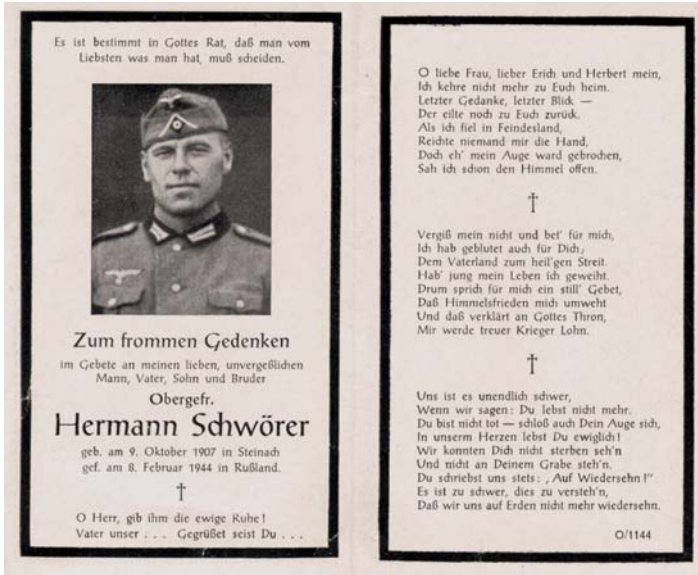 Es ist bestimmt in Gottes Rat, daß man vom
Liebsten was man hat, muß scheiden.
Zum frommen Gedenken
im Gebete an meinen lieben, unvergeßlichen
Mann, Vater, Sohn und Bruder
Obergefr.
Hermann Schwörer
geb. am 9. Oktober 1907 in Steinach
gef. am 8. Februar 1944 in Rußland.
†
O Herr, gib ihm die ewige Ruhe!
Vater unser . . . Gegrüßet seist Du . . .
O liebe Frau, lieber Erich und Herbert mein,
Ich kehre nicht mehr zu Euch heim.
Letzter Gedanke, letzter Blick —
Der eilte noch zu Euch zurück.
Als ich fiel in Feindesland,
Reichte niemand mir die Hand,
Doch eh' mein Auge ward gebrochen,
Sah ich schon den Himmel offen.
†
Vergiß mein nicht und bet' für mich,
Ich hab geblutet auch für Dich,
Dem Vaterland zum heil'gen Streit
Hab' jung mein Leben ich geweiht.
Drum sprich für mich ein still' Gebet,
Daß Himmelsfrieden mich umweht
Und daß verklärt an Gottes Thron,
Mir werde treuer Krieger Lohn.
†
Uns ist es unendlich schwer,
Wenn wir sagen: Du lebst nicht mehr.
Du bist nicht tot — schloß auch Dein Auge sich,
In unserm Herzen lebst Du ewiglich!
Wir konnten Dich nicht sterben seh'n
Und nicht an Deinem Grabe steh'n.
Du schriebst uns stets: „Auf Wiedersehn!"
Es ist zu schwer, dies zu versteh'n,
Daß wir uns auf Erden nicht mehr wiedersehn.
O/1144